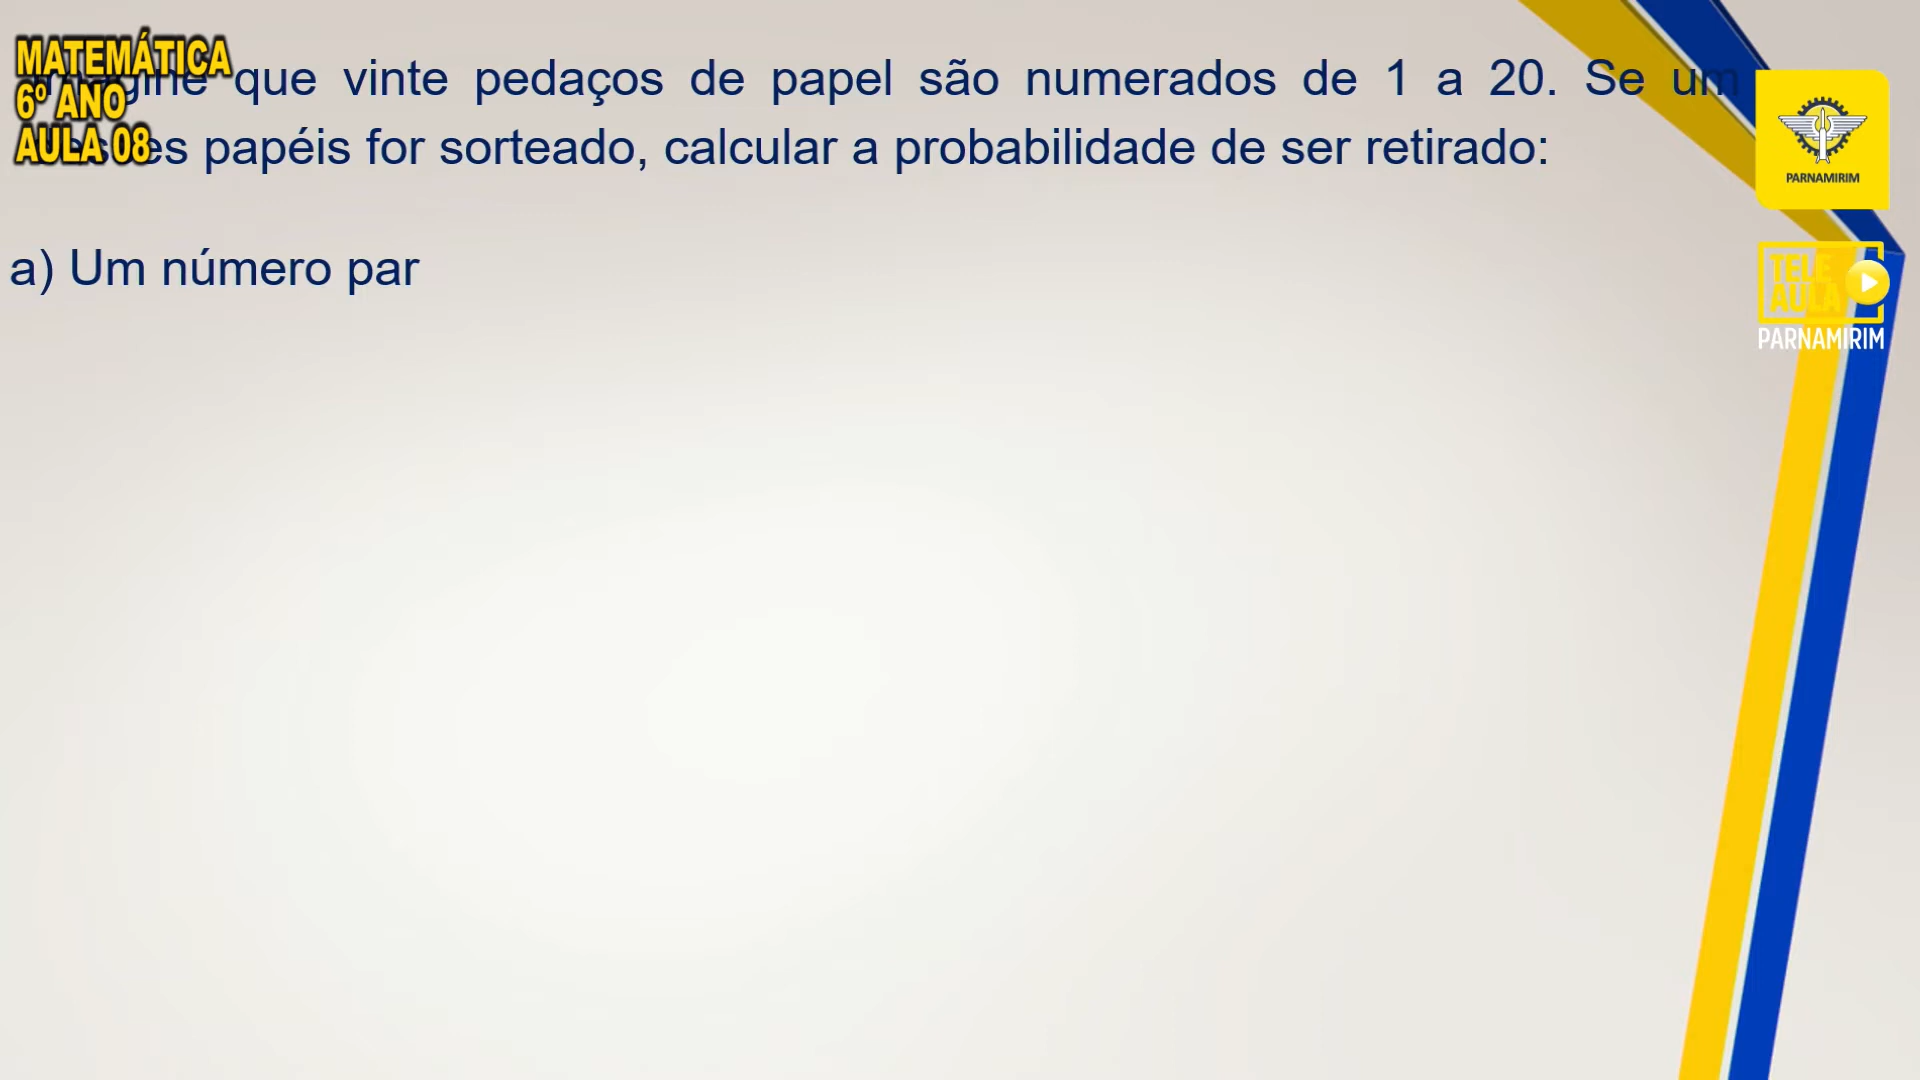 MATEMÁTICA
6º ANO
AULA 08
que vinte pedaços de papel são numerados de 1 a 20. Se um
papéis for sorteado, calcular a probabilidade de ser retirado:
a) Um número par
PARNAMIRIM
TELE
AULA
PARNAMIRIM